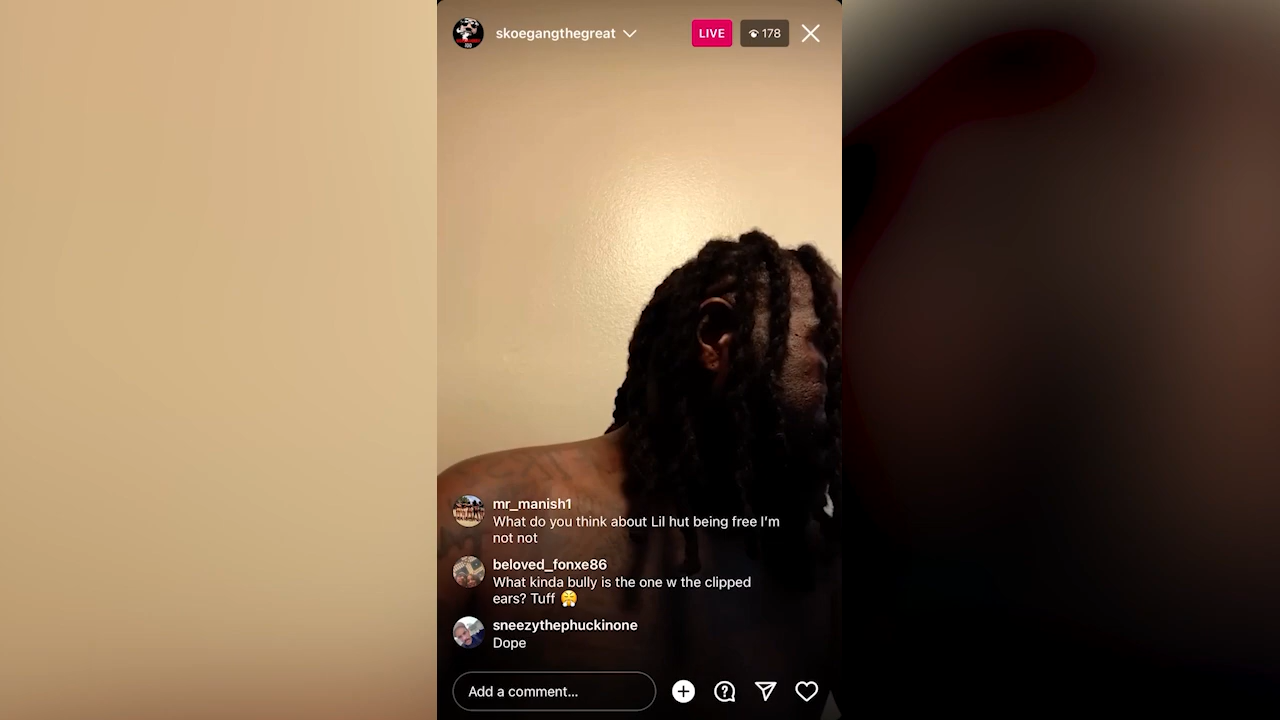 skoegangthegreat
LIVE
178
mr_manish1
What do you think about Lil hut being free I'm
not not
beloved_fonxe86
What kinda bully is the one w the clipped
ears? Tuff 😤
sneezythephuckinone
Dope
Add a comment...